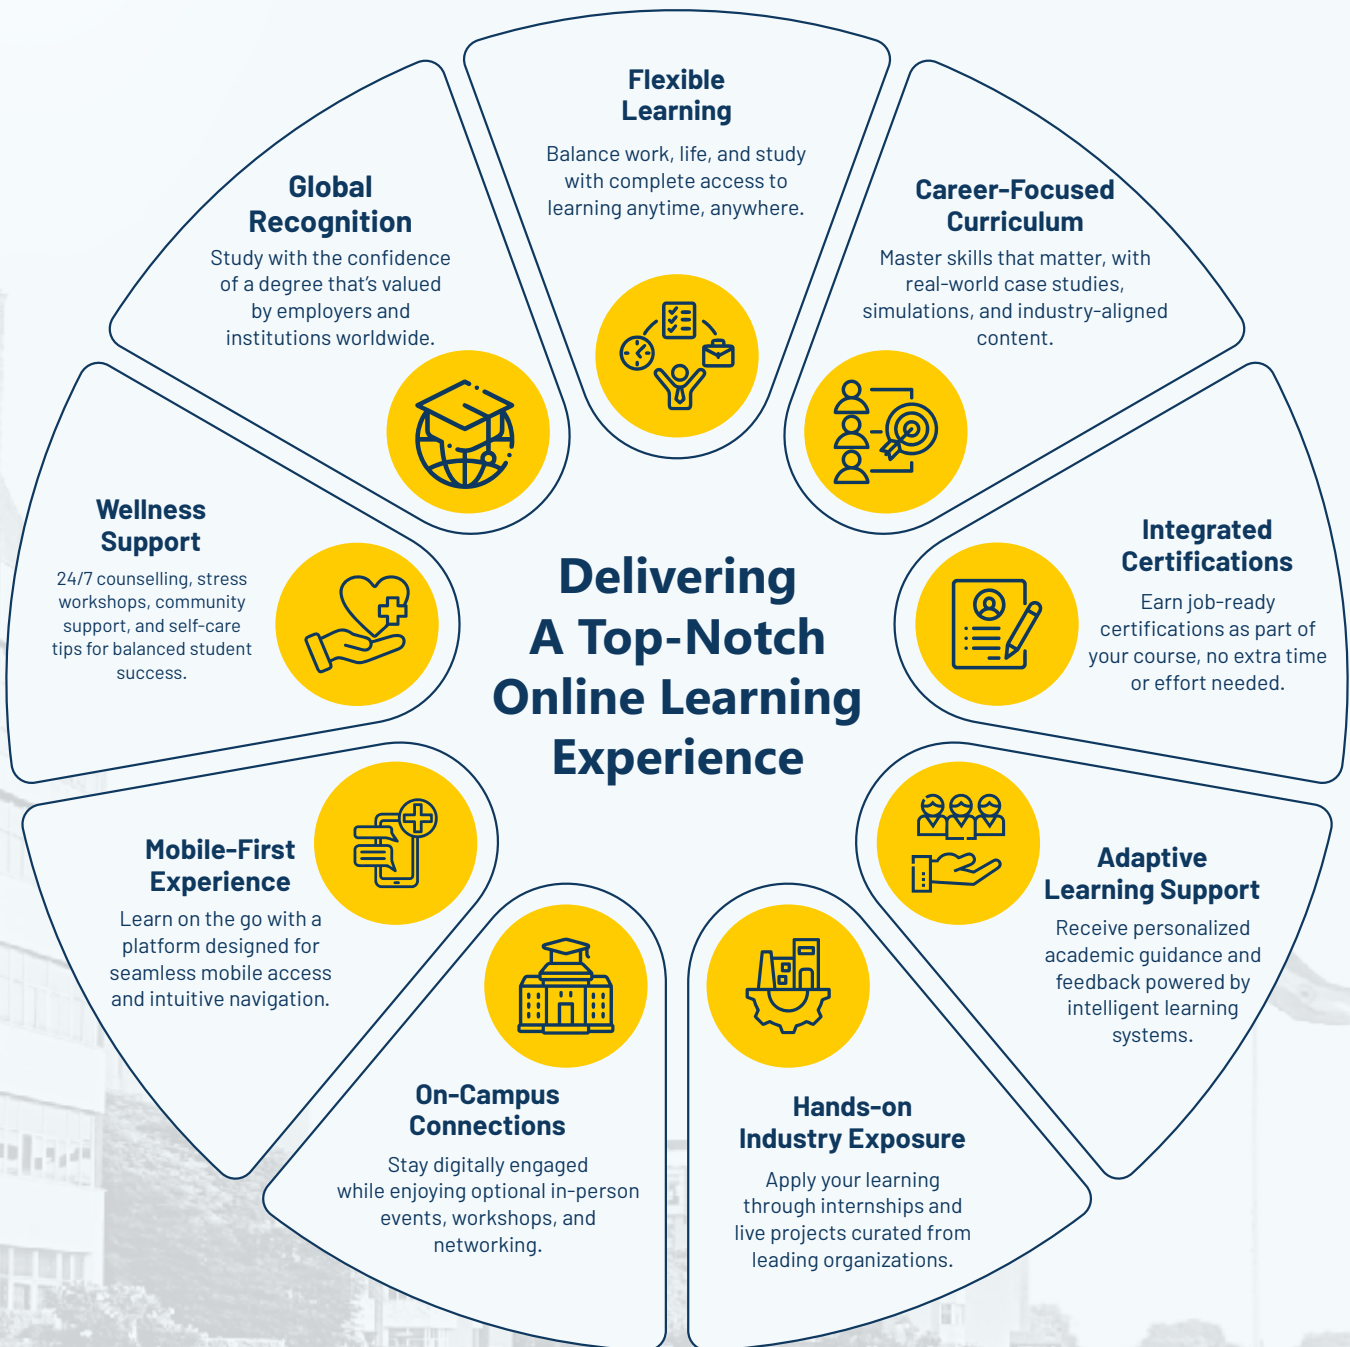 Flexible
Learning
Balance work, life, and study
with complete access to
learning anytime, anywhere.
Career-Focused
Curriculum
Master skills that matter, with
real-world case studies,
simulations, and industry-aligned
content.
Integrated
Certifications
Earn job-ready
certifications as part of
your course, no extra time
or effort needed.
Adaptive
Learning Support
Receive personalized
academic guidance and
feedback powered by
intelligent learning
systems.
Hands-on
Industry Exposure
Apply your learning
through internships and
live projects curated from
leading organizations.
On-Campus
Connections
Stay digitally engaged
while enjoying optional in-person
events, workshops, and
networking.
Mobile-First
Experience
Learn on the go with a
platform designed for
seamless mobile access
and intuitive navigation.
Wellness
Support
24/7 counselling, stress
workshops, community
support, and self-care
tips for balanced student
success.
Global
Recognition
Study with the confidence
of a degree that's valued
by employers and
institutions worldwide.
Delivering
A Top-Notch
Online Learning
Experience